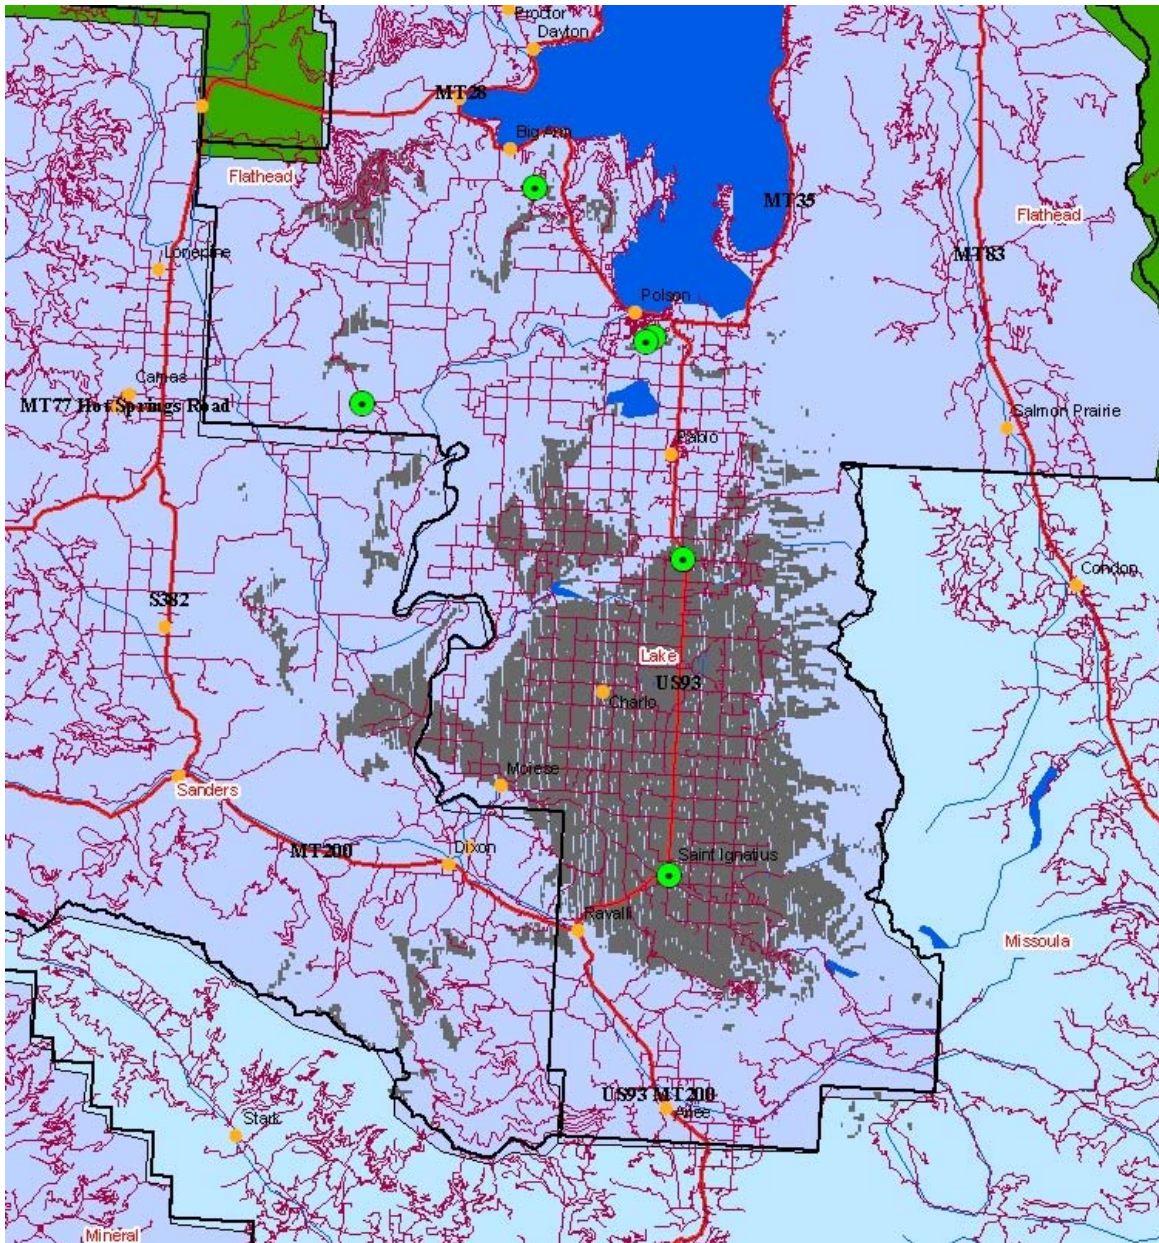 Proctor
Dayton
MT28
Big Arm
Flathead
MT35
Flathead
MT83
Lonepine
Polson
Camas
MT77 Hot Springs Road
Salmon Prairie
Pablo
Condon
S382
Lake
US93
Charlo
Moiese
Sanders
MT200
Dixon
Saint Ignatius
Ravalli
Missoula
US93 MT200
Arlee
Stark
Mineral